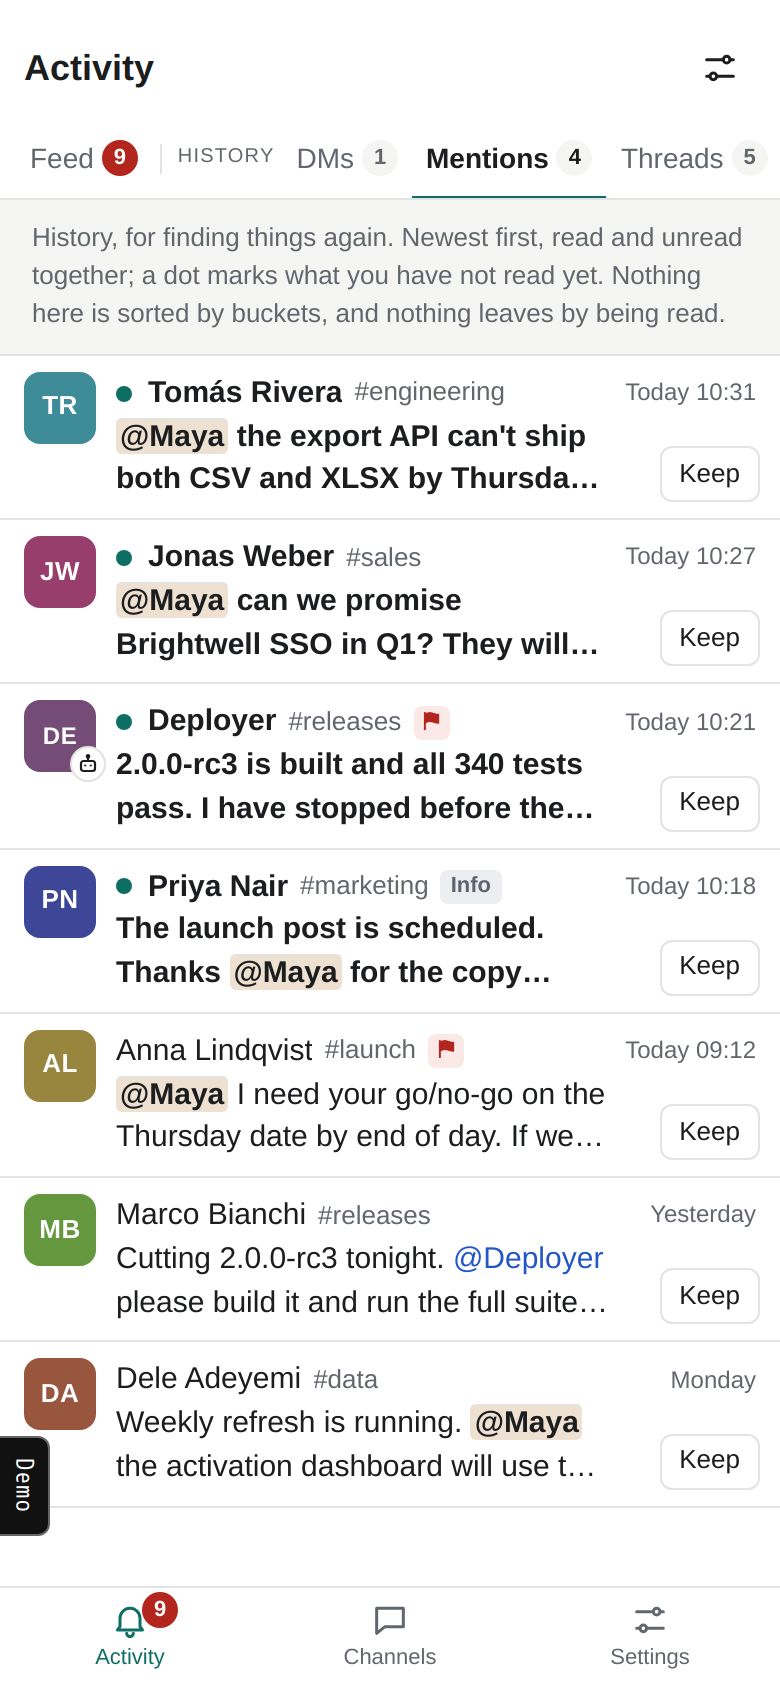 Activity
Feed 9 HISTORY DMs 1 Mentions 4 Threads 5
History, for finding things again. Newest first, read and unread
together; a dot marks what you have not read yet. Nothing
here is sorted by buckets, and nothing leaves by being read.
TR Tomás Rivera #engineering Today 10:31
@Maya the export API can't ship
both CSV and XLSX by Thursda…
Keep
JW Jonas Weber #sales Today 10:27
@Maya can we promise
Brightwell SSO in Q1? They will…
Keep
DE Deployer #releases Today 10:21
2.0.0-rc3 is built and all 340 tests
pass. I have stopped before the…
Keep
PN Priya Nair #marketing Info Today 10:18
The launch post is scheduled.
Thanks @Maya for the copy…
Keep
AL Anna Lindqvist #launch Today 09:12
@Maya I need your go/no-go on the
Thursday date by end of day. If we…
Keep
MB Marco Bianchi #releases Yesterday
Cutting 2.0.0-rc3 tonight. @Deployer
please build it and run the full suite…
Keep
DA Dele Adeyemi #data Monday
Weekly refresh is running. @Maya
the activation dashboard will use t…
Keep
Demo
9
Activity Channels Settings